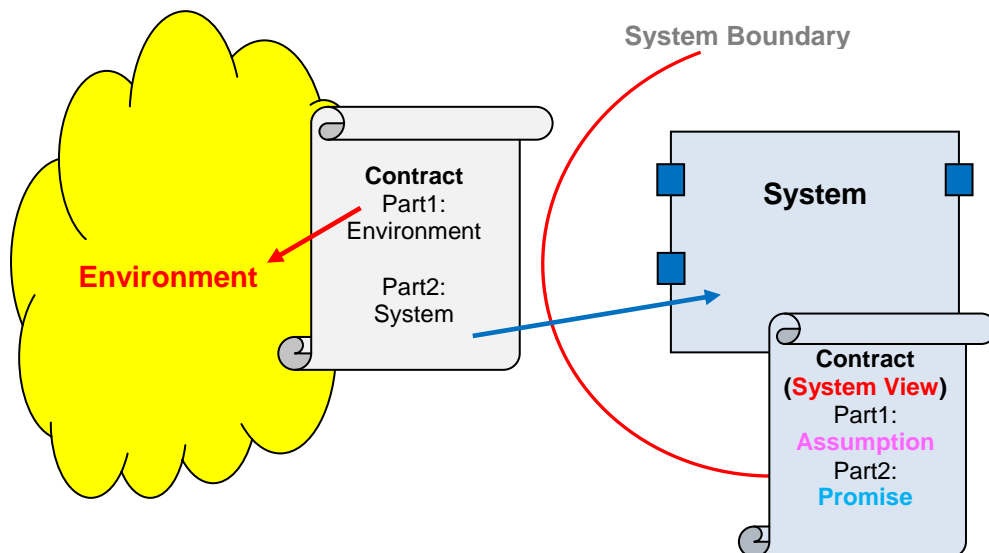 System Boundary
Contract
Part1:
Environment
Part2:
System
Environment
System
Contract
(System View)
Part1:
Assumption
Part2:
Promise